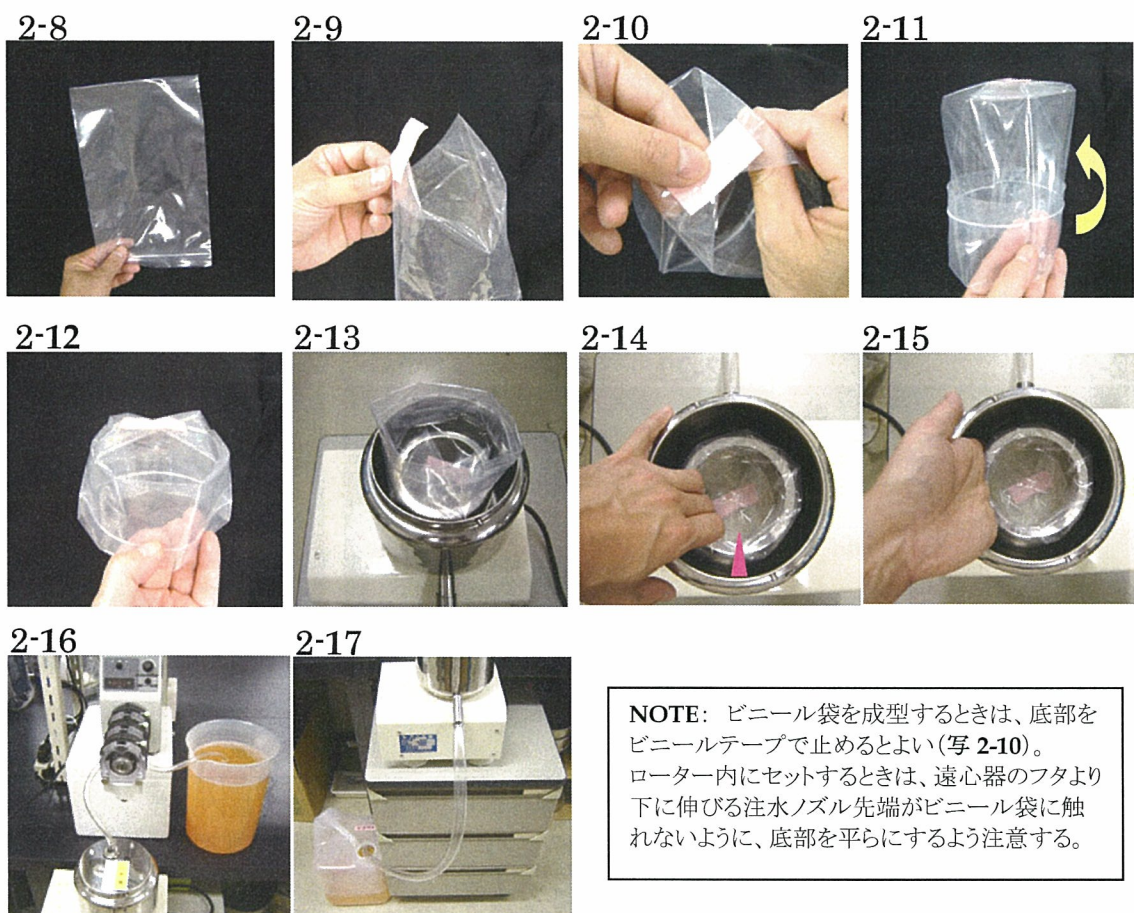 2-8
2-9
2-10
2-11
2-12
2-13
2-14
2-15
2-16
2-17
NOTE: ビニール袋を成型するときは、底部を
ビニールテープで止めるとよい(写 2-10)。
ローター内にセットするときは、遠心器のフタより
下に伸びる注水ノズル先端がビニール袋に触
れないように、底部を平らにするよう注意する。